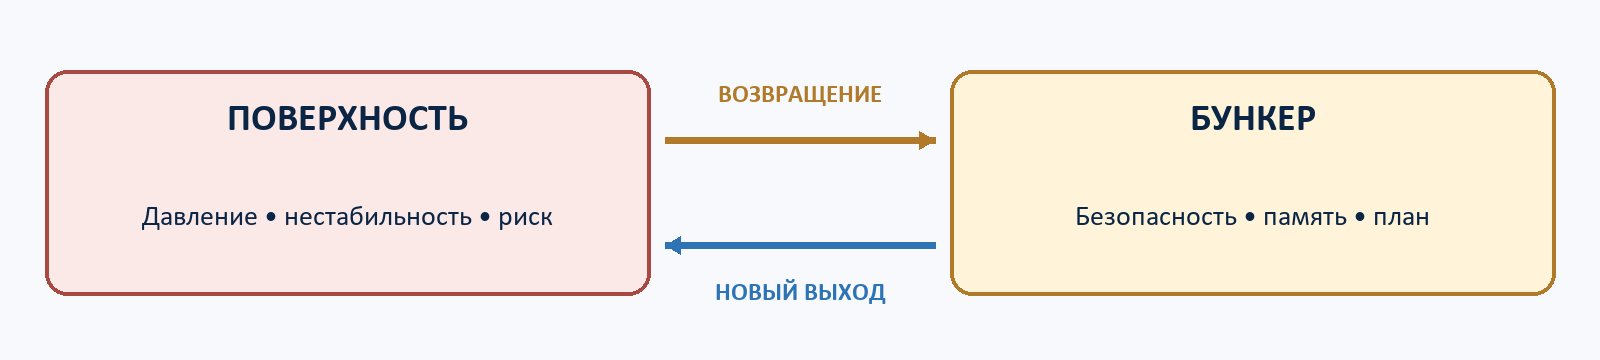 ПОВЕРХНОСТЬ
Давление • нестабильность • риск
ВОЗВРАЩЕНИЕ
НОВЫЙ ВЫХОД
БУНКЕР
Безопасность • память • план